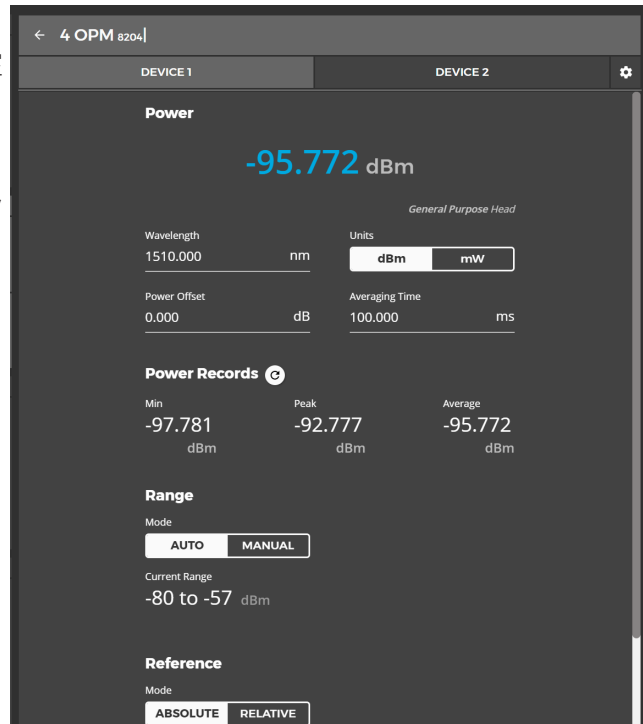 ← 4 OPM 8204
DEVICE 1 DEVICE 2
Power
-95.772 dBm
General Purpose Head
Wavelength Units
1510.000 nm dBm mW
Power Offset Averaging Time
0.000 dB 100.000 ms
Power Records
Min Peak Average
-97.781 -92.777 -95.772
dBm dBm dBm
Range
Mode
AUTO MANUAL
Current Range
-80 to -57 dBm
Reference
Mode
ABSOLUTE RELATIVE